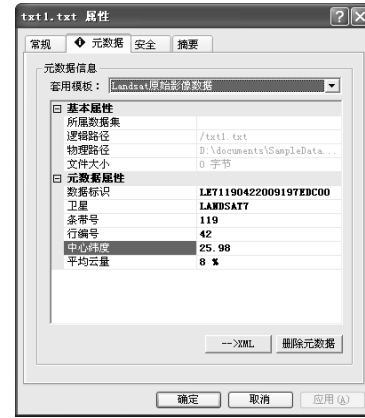 txt1.txt 属性
常规 元数据 安全 摘要
元数据信息
套用模板： Landsat原始影像数据
基本属性
所属数据集
逻辑路径 /txt1.txt
物理路径 D:\documents\SampleData...
文件大小 0 字节
元数据属性
数据标识 LE71190422009197EDC00
卫星 LANDSAT7
条带号 119
行编号 42
中心纬度 25.98
平均云量 8 %
-->XML 删除元数据
确定 取消 应用(A)